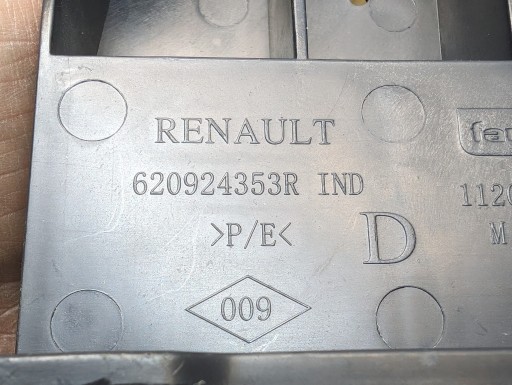 RENAULT
620924353R IND
>P/E<
D
009
M